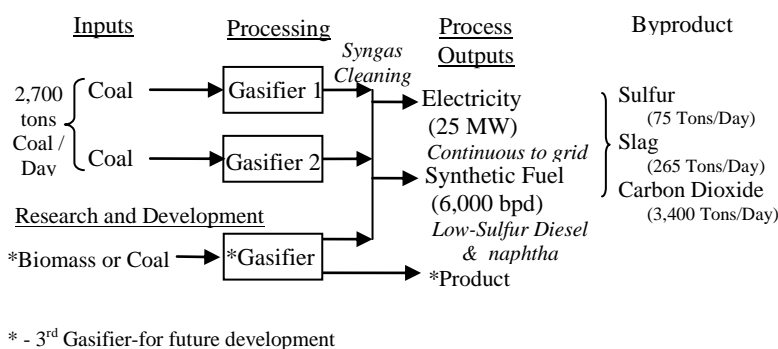 Inputs
Processing
Syngas
Cleaning
Process
Outputs
Byproduct
2,700
tons
Coal /
Day
Coal
Gasifier 1
Coal
Gasifier 2
Electricity
(25 MW)
Continuous to grid
Synthetic Fuel
(6,000 bpd)
Low-Sulfur Diesel
& naphtha
Sulfur
(75 Tons/Day)
Slag
(265 Tons/Day)
Carbon Dioxide
(3,400 Tons/Day)
Research and Development
*Biomass or Coal
*Gasifier
*Product
* - 3rd Gasifier-for future development